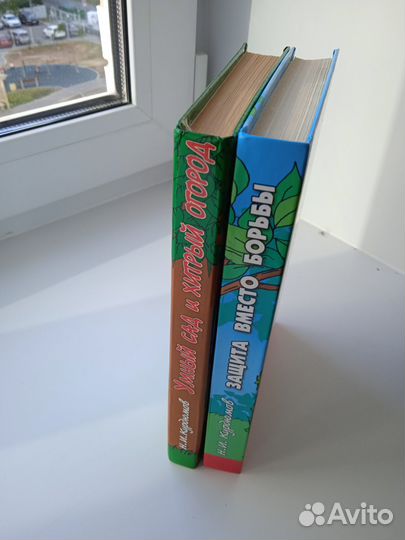 Н.И.Курдюмов Умный сад и хитрый огород
Н.И.Курдюмов ЗАЩИТА ВМЕСТО БОРЬБЫ
Avito